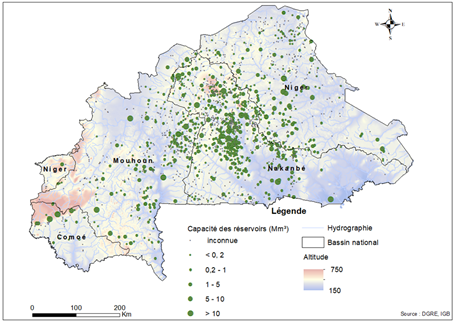 N
W
E
S
Niger
Mouhoun
Niger
Nakanbé
Comoé
Légende
Capacité des réservoirs (Mm³)
inconnue
< 0, 2
0,2 - 1
1 - 5
5 - 10
> 10
Hydrographie
Bassin national
Altitude
750
150
0 100 200
Km
Source : DGRE, IGB